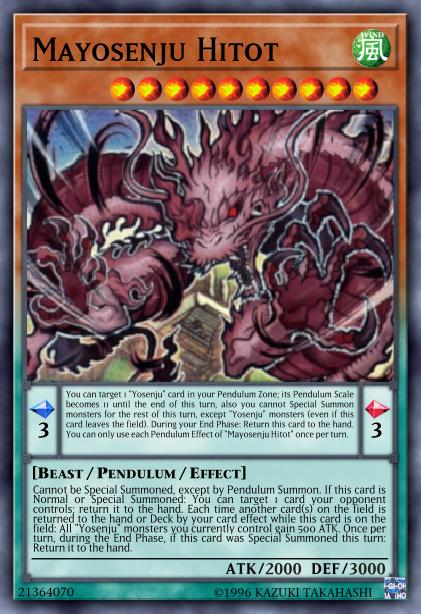 MAYOSENJU HITOT
WIND
風
You can target 1 "Yosenju" card in your Pendulum Zone; its Pendulum Scale
becomes 11 until the end of this turn, also you cannot Special Summon
monsters for the rest of this turn, except "Yosenju" monsters (even if this
card leaves the field). During your End Phase: Return this card to the hand.
You can only use each Pendulum Effect of "Mayosenju Hitot" once per turn.
3
3
[BEAST / PENDULUM / EFFECT]
Cannot be Special Summoned, except by Pendulum Summon. If this card is
Normal or Special Summoned: You can target 1 card your opponent
controls; return it to the hand. Each time another card(s) on the field is
returned to the hand or Deck by your card effect while this card is on the
field: All "Yosenju" monsters you currently control gain 500 ATK. Once per
turn, during the End Phase, if this card was Special Summoned this turn:
Return it to the hand.
ATK/2000 DEF/3000
21364070
©1996 KAZUKI TAKAHASHI